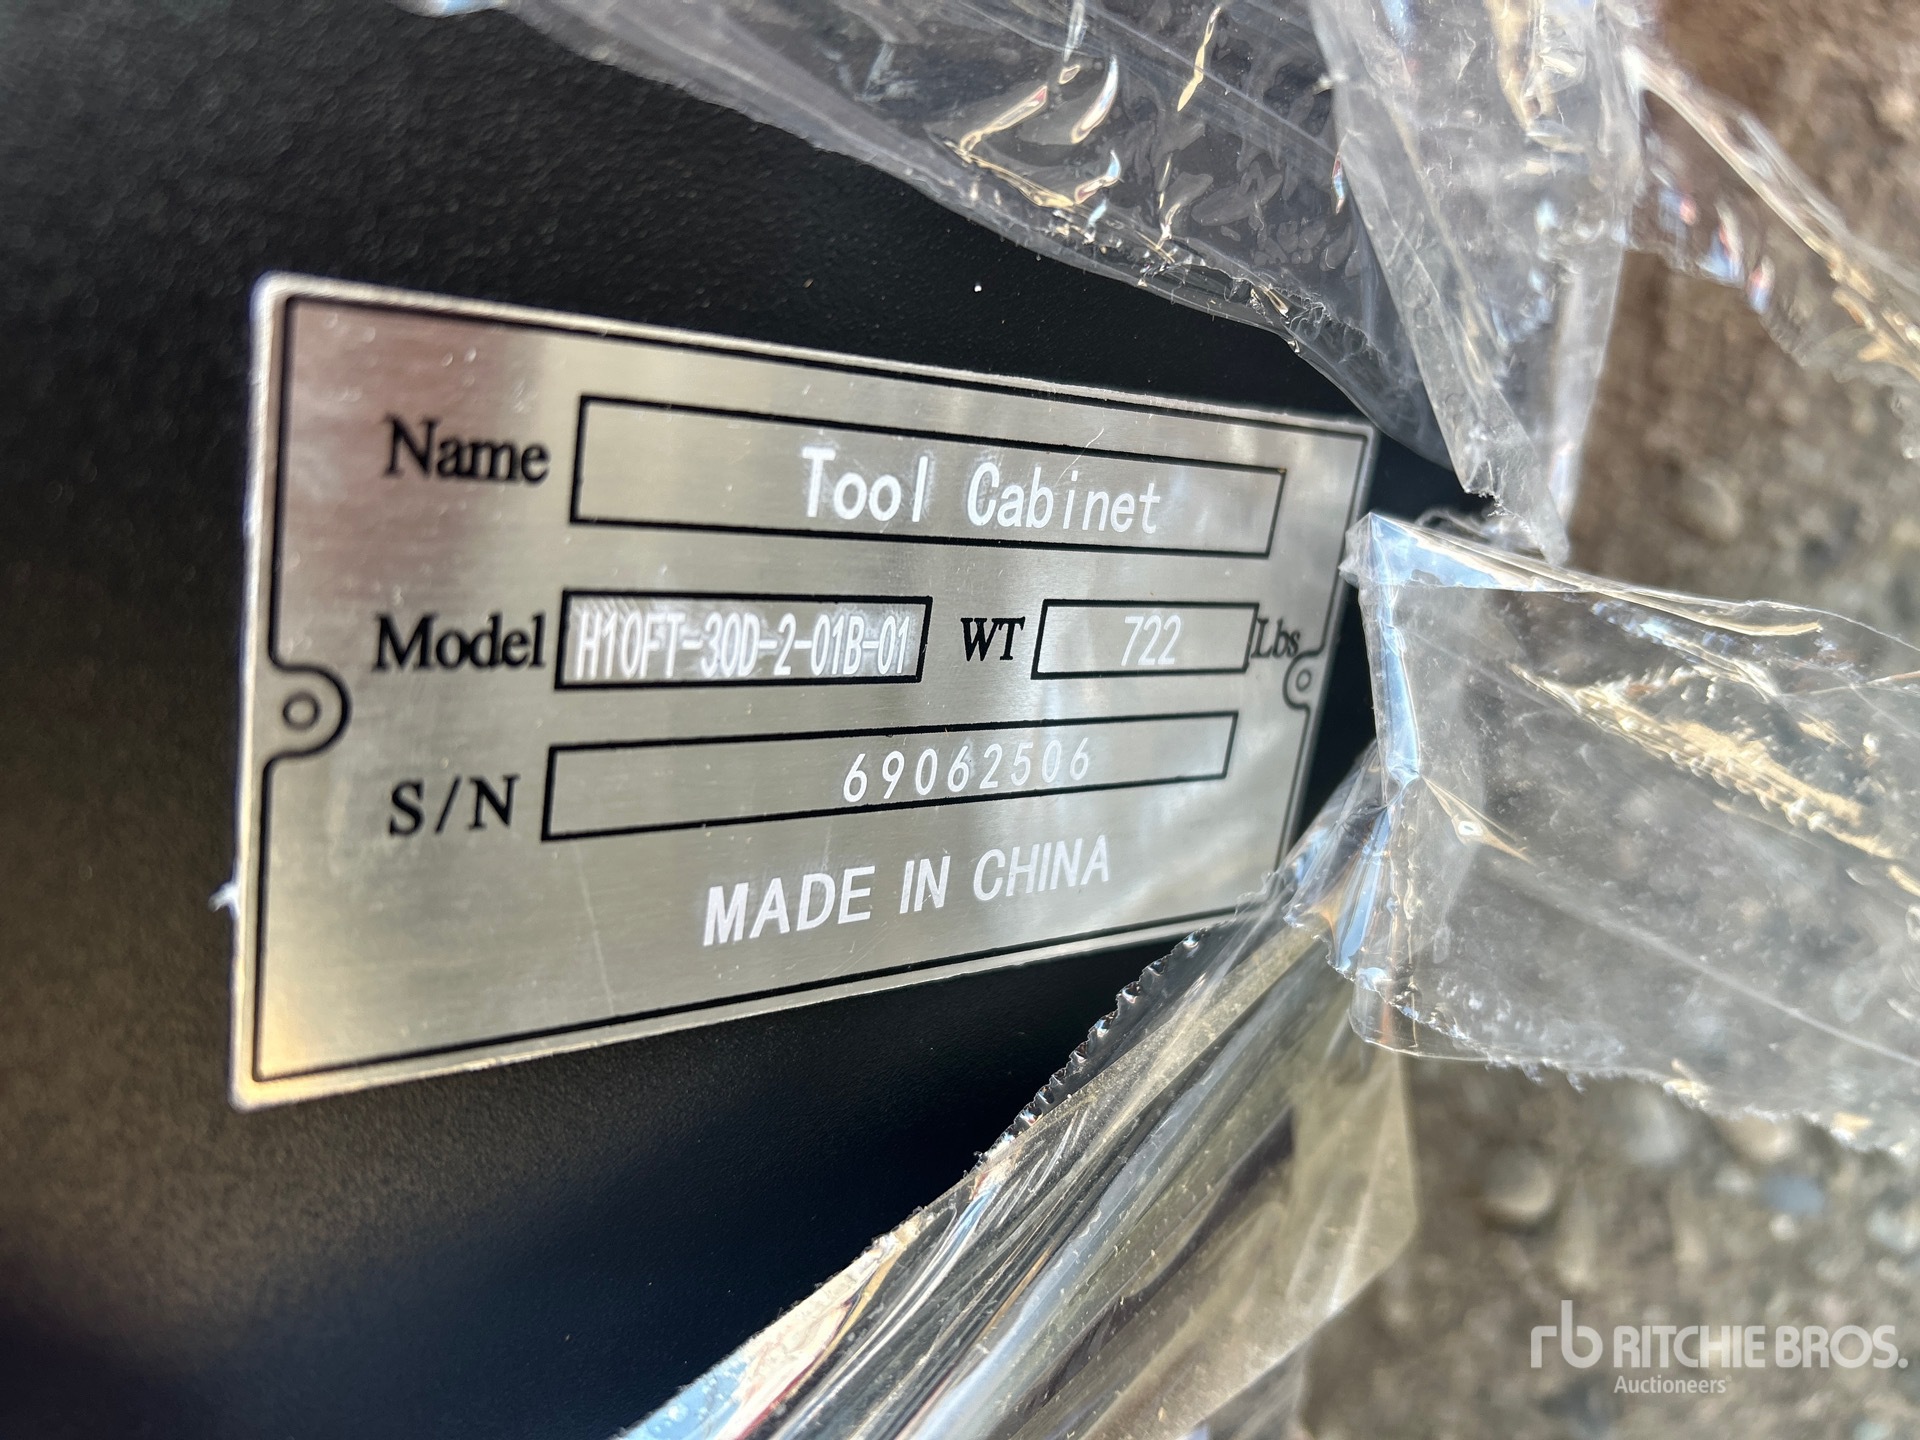 Name Tool Cabinet
Model H10FT-30D-2-01B-01 WT 722 Lbs
S/N 69062506
MADE IN CHINA
rb RITCHIE BROS.
Auctioneers